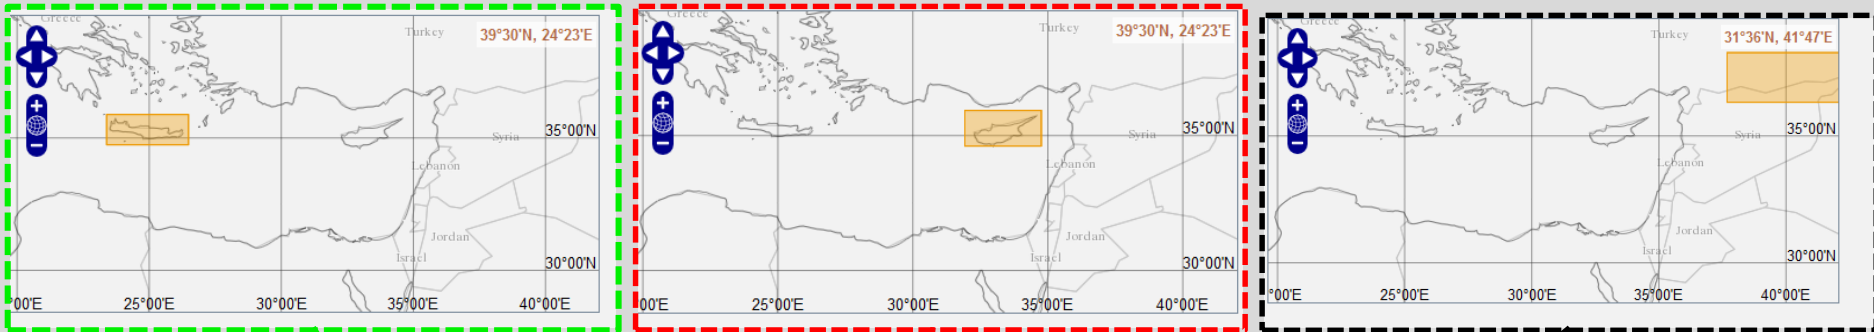 Greece
Turkey
39°30'N, 24°23'E
35°00'N
Syria
Lebanon
Jordan
Israel
30°00'N
°00'E
25°00'E
30°00'E
35°00'E
40°00'E
Greece
Turkey
39°30'N, 24°23'E
35°00'N
Syria
Lebanon
Jordan
Israel
30°00'N
00'E
25°00'E
30°00'E
35°00'E
40°00'E
Greece
Turkey
31°36'N, 41°47'E
35°00'N
Syria
Lebanon
Jordan
Israel
30°00'N
°00'E
25°00'E
30°00'E
35°00'E
40°00'E